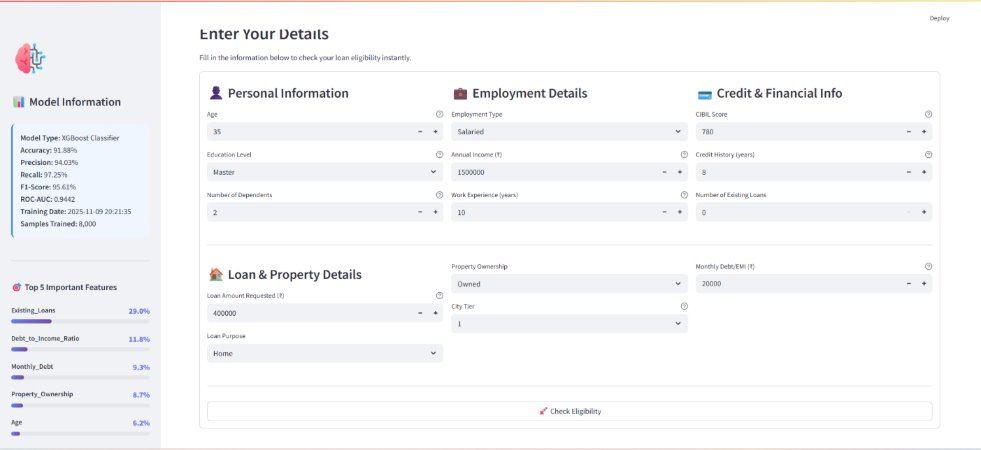 Deploy
Model Information
Model Type: XGBoost Classifier
Accuracy: 91.88%
Precision: 94.03%
Recall: 97.25%
F1-Score: 95.61%
ROC-AUC: 0.9442
Training Date: 2025-11-09 20:21:35
Samples Trained: 8,000
Top 5 Important Features
Existing_Loans 29.0%
Debt_to_Income_Ratio 11.8%
Monthly_Debt 9.3%
Property_Ownership 8.7%
Age 6.2%
Enter Your Details
Fill in the information below to check your loan eligibility instantly.
Personal Information
Age
35
Education Level
Master
Number of Dependents
2
Employment Details
Employment Type
Salaried
Annual Income (₹)
1500000
Work Experience (years)
10
Credit & Financial Info
CIBIL Score
780
Credit History (years)
8
Number of Existing Loans
0
Loan & Property Details
Loan Amount Requested (₹)
400000
Loan Purpose
Home
Property Ownership
Owned
City Tier
1
Monthly Debt/EMI (₹)
20000
Check Eligibility